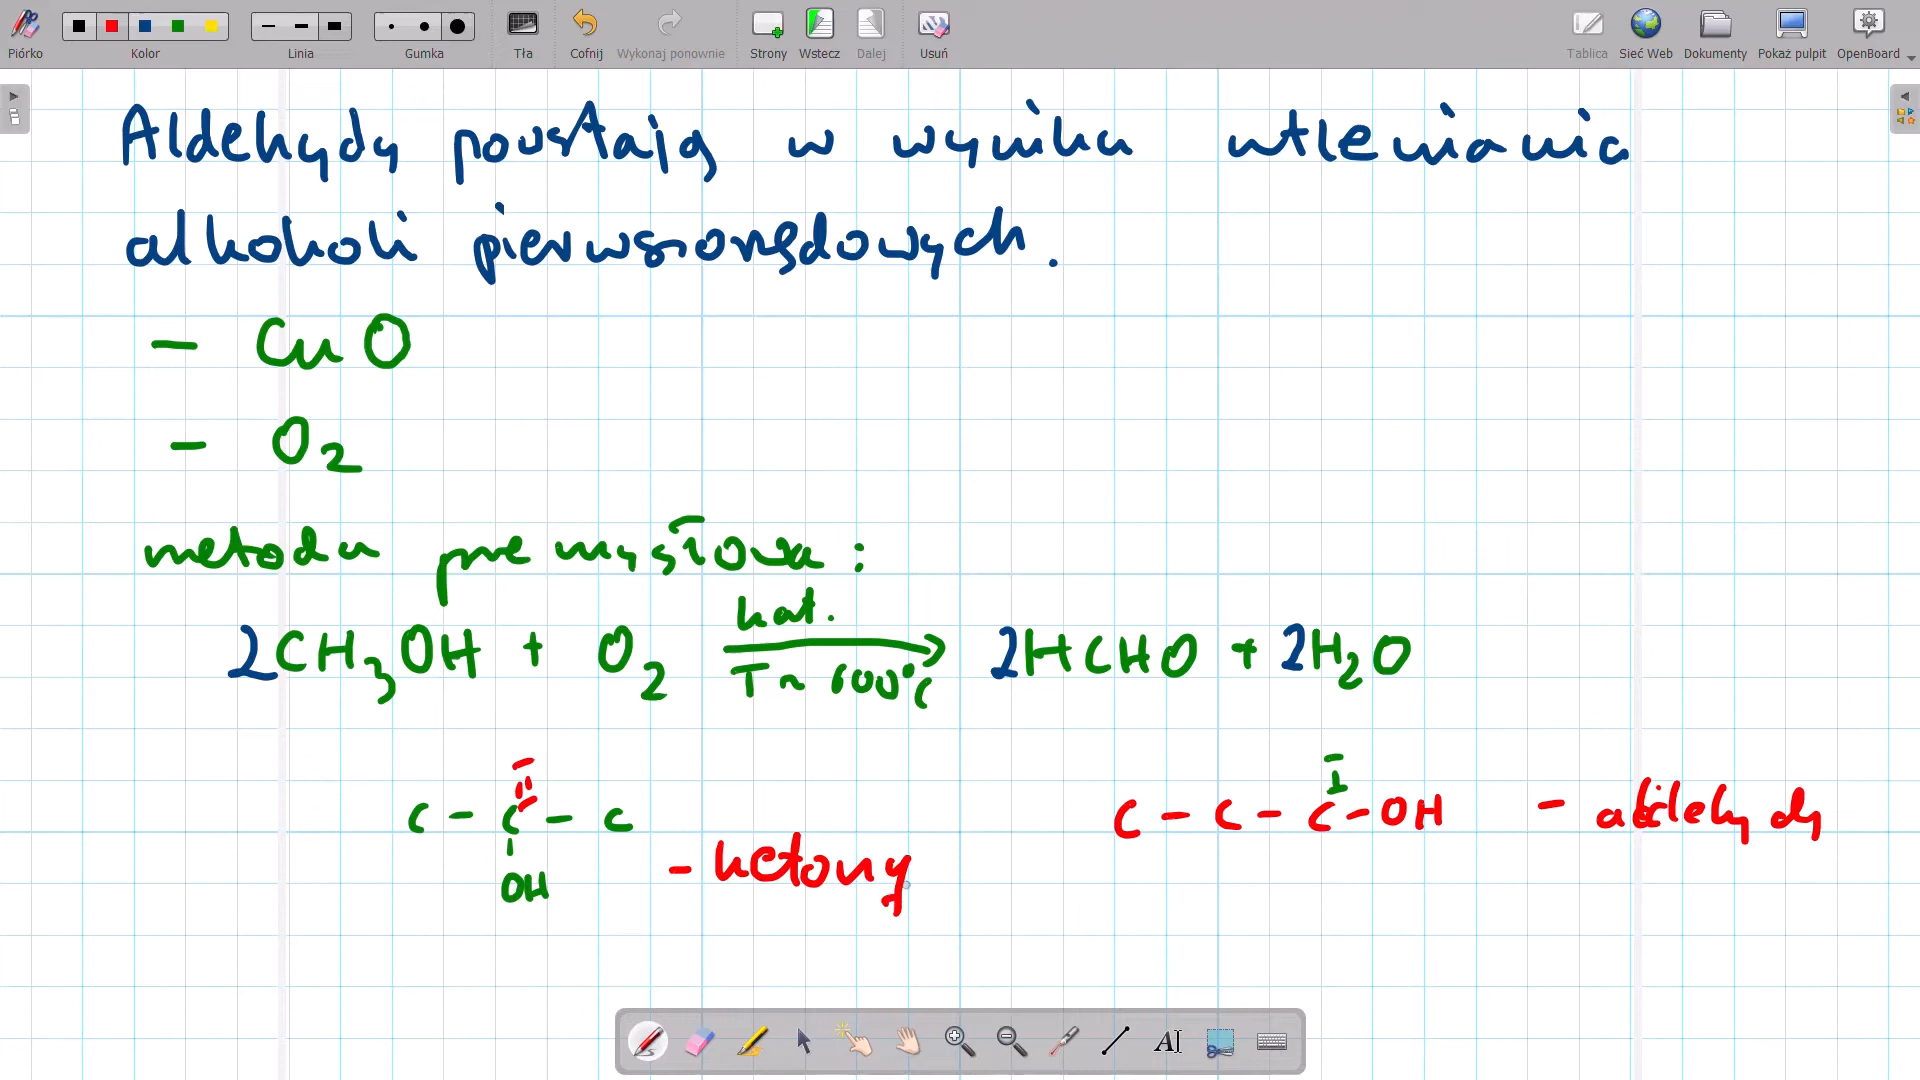 Piórko Kolor Linia Gumka Tła Cofnij Wykonaj ponownie Strony Wstecz Dalej Usuń Tablica Sieć Web Dokumenty Pokaż pulpit OpenBoard
Aldehydy powstają w wyniku utleniania
alkoholi pierwszorzędowych.
- CuO
- O2
metoda przemysłowa:
kat.
2CH3OH + O2 → 2HCHO + 2H2O
T ~ 600°C
I
C - C - C
OH
- ketony
C - C - C - OH - aldehydy